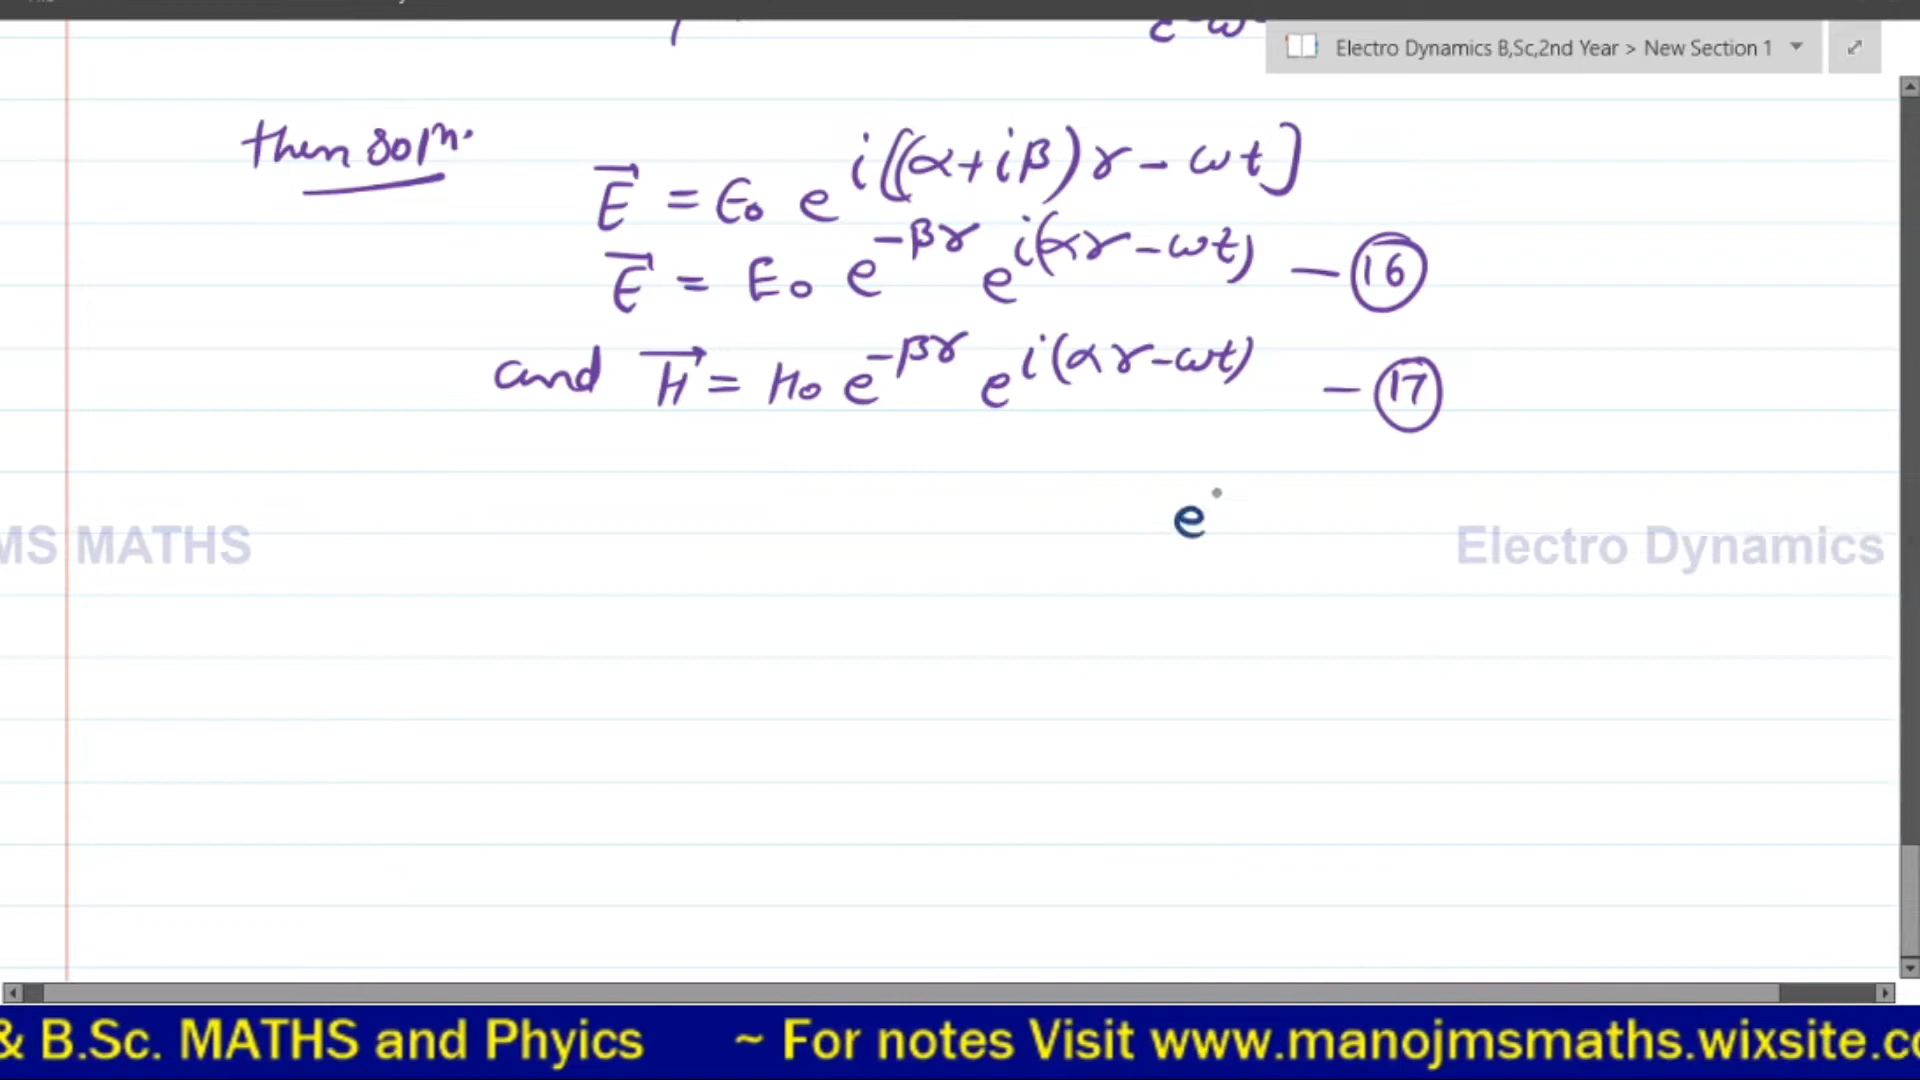 Electro Dynamics B,Sc,2nd Year > New Section 1
then soln.
E⃗ = E₀ e^{i[(α+iβ)r - ωt]}
E⃗ = E₀ e^{-βr} e^{i(αr-ωt)} — (16)
and H⃗ = H₀ e^{-βr} e^{i(αr-ωt)} — (17)
e
MS MATHS
Electro Dynamics
& B.Sc. MATHS and Phyics ~ For notes Visit www.manojmsmaths.wixsite.co